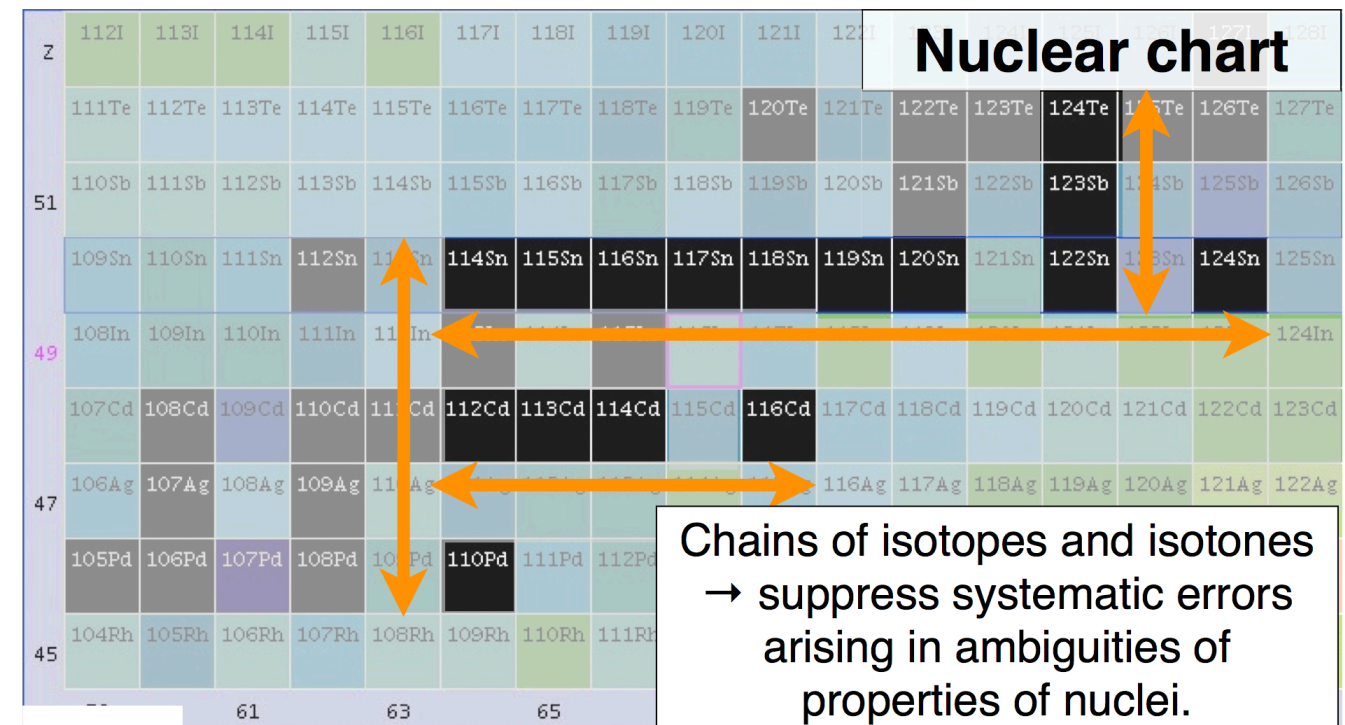 Nuclear chart
Z 112I 113I 114I 115I 116I 117I 118I 119I 120I 121I
111Te 112Te 113Te 114Te 115Te 116Te 117Te 118Te 119Te 120Te 121Te 122Te 123Te 124Te 126Te 127Te
51 110Sb 111Sb 112Sb 113Sb 114Sb 115Sb 116Sb 117Sb 118Sb 119Sb 120Sb 121Sb 122Sb 123Sb 125Sb 126Sb
109Sn 110Sn 111Sn 112Sn 114Sn 115Sn 116Sn 117Sn 118Sn 119Sn 120Sn 121Sn 122Sn 124Sn 125Sn
49 108In 109In 110In 111In 124In
107Cd 108Cd 109Cd 110Cd 112Cd 113Cd 114Cd 115Cd 116Cd 117Cd 118Cd 119Cd 120Cd 121Cd 122Cd 123Cd
47 106Ag 107Ag 108Ag 109Ag 116Ag 117Ag 118Ag 119Ag 120Ag 121Ag 122Ag
105Pd 106Pd 107Pd 108Pd 110Pd 111Pd 112Pd
45 104Rh 105Rh 106Rh 107Rh 108Rh 109Rh 110Rh 111Rh
61 63 65
Chains of isotopes and isotones
→ suppress systematic errors
arising in ambiguities of
properties of nuclei.